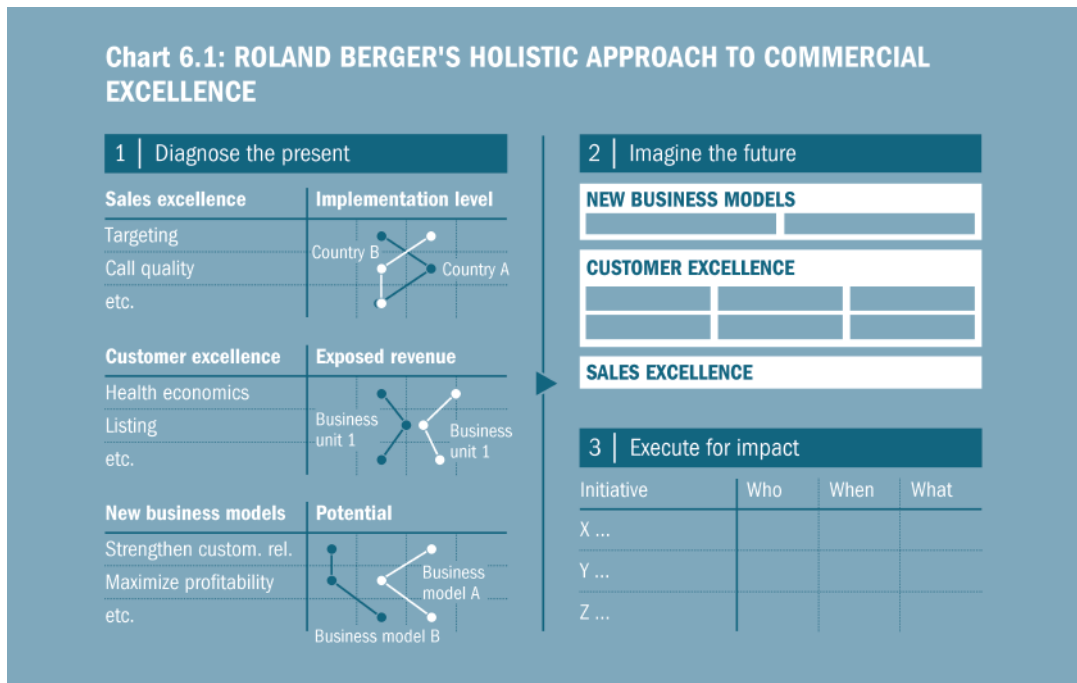 Chart 6.1: ROLAND BERGER'S HOLISTIC APPROACH TO COMMERCIAL
EXCELLENCE
1 | Diagnose the present
Sales excellence
Implementation level
Targeting
Call quality
etc.
Country B
Country A
Customer excellence
Exposed revenue
Health economics
Listing
etc.
Business
unit 1
Business
unit 1
New business models
Potential
Strengthen custom. rel.
Maximize profitability
etc.
Business
model A
Business model B
2 | Imagine the future
NEW BUSINESS MODELS
CUSTOMER EXCELLENCE
SALES EXCELLENCE
3 | Execute for impact
Initiative
Who
When
What
X ...
Y ...
Z ...